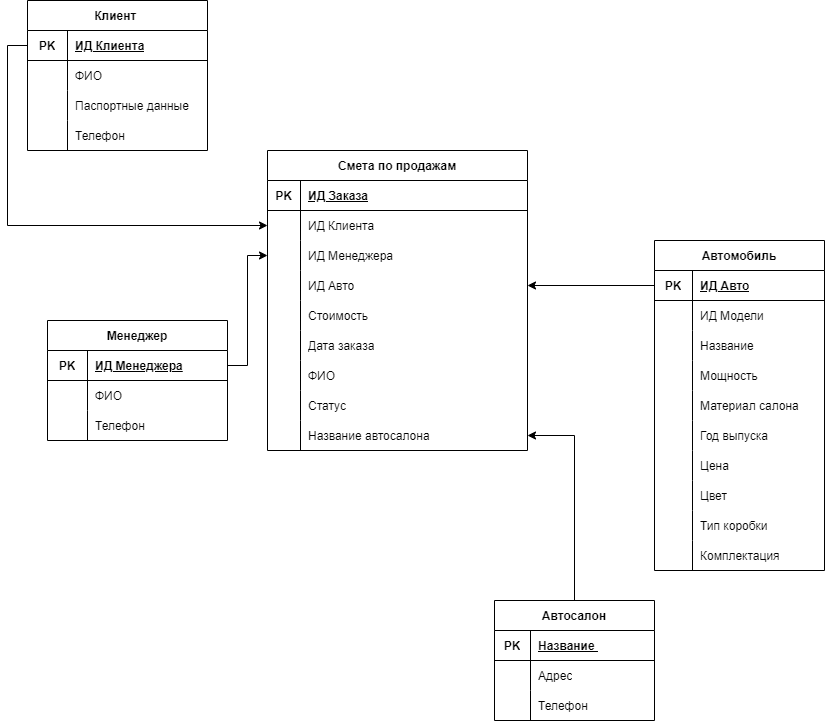 Клиент
PK ИД Клиента
ФИО
Паспортные данные
Телефон
Смета по продажам
PK ИД Заказа
ИД Клиента
ИД Менеджера
ИД Авто
Стоимость
Дата заказа
ФИО
Статус
Название автосалона
Менеджер
PK ИД Менеджера
ФИО
Телефон
Автомобиль
PK ИД Авто
ИД Модели
Название
Мощность
Материал салона
Год выпуска
Цена
Цвет
Тип коробки
Комплектация
Автосалон
PK Название
Адрес
Телефон